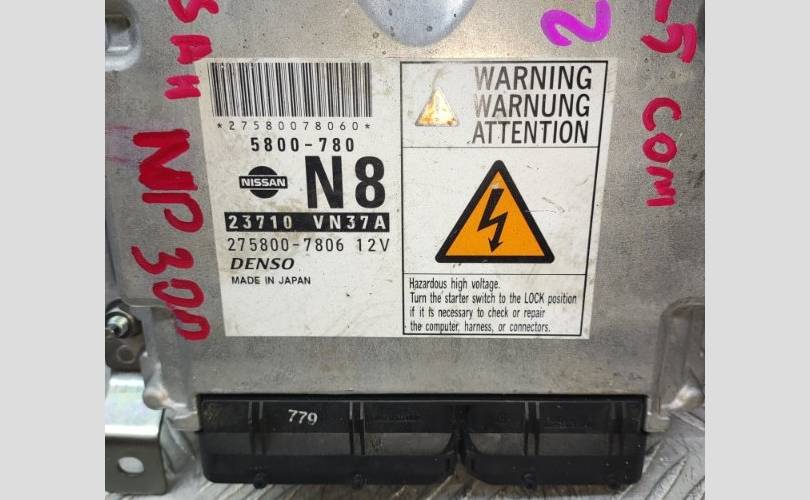 *27580078060*
5800-780
NISSAN
N8
23710 VN37A
275800-7806 12V
DENSO
MADE IN JAPAN
WARNING
WARNUNG
ATTENTION
Hazardous high voltage.
Turn the starter switch to the LOCK position
if it is necessary to check or repair
the computer, harness, or connectors.
NP 300
2
COM
779